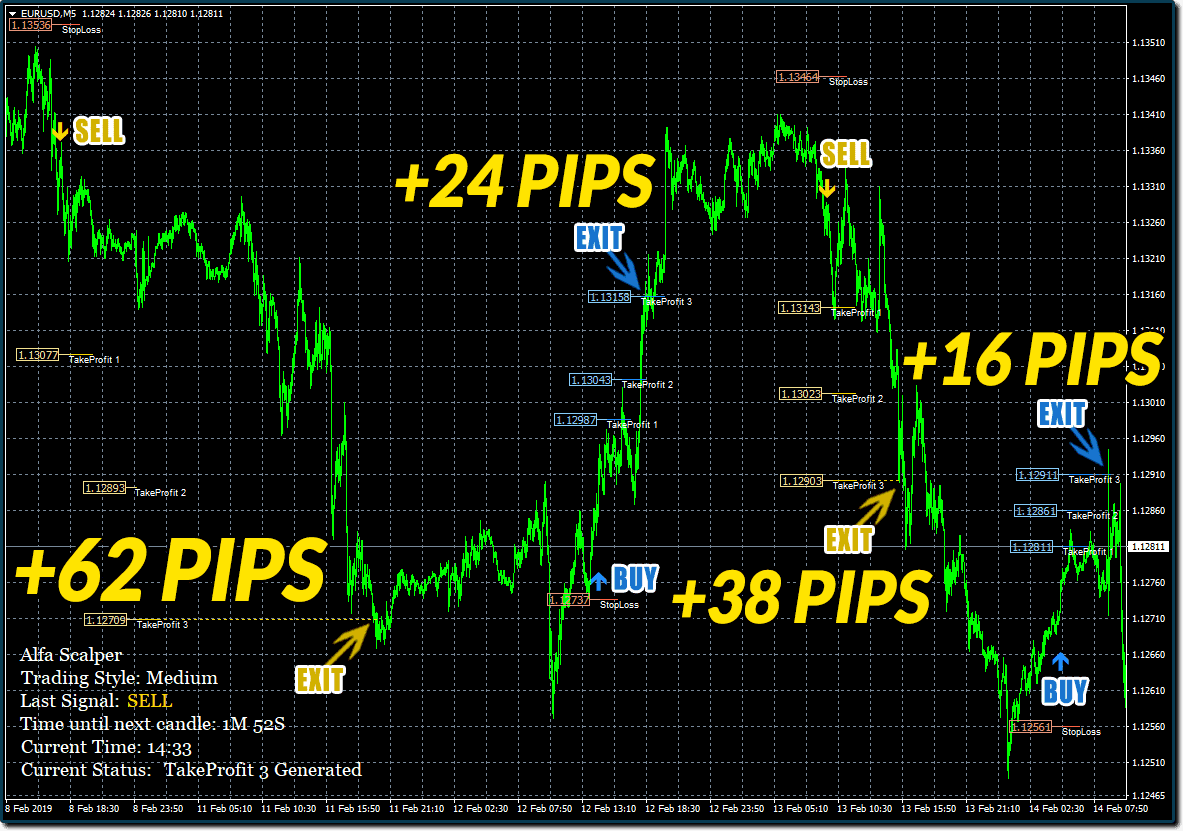 EURUSD,M5 1.12824 1.12826 1.12810 1.12811
1.13536 StopLoss
1.13510
1.13464 StopLoss
1.13460
1.13410
SELL
SELL
1.13360
+24 PIPS
1.13310
1.13260
EXIT
1.13210
1.13158 TakeProfit 3
1.13160
1.13143 TakeProfit 1
1.13110
1.13077 TakeProfit 1
+16 PIPS
1.13043 TakeProfit 2
1.13023 TakeProfit 2
1.13010
EXIT
1.12987 TakeProfit 1
1.12960
1.12911 TakeProfit 3
1.12910
1.12903 TakeProfit 3
1.12893 TakeProfit 2
1.12861 TakeProfit 2
1.12860
EXIT
1.12811 TakeProfit
1.12811
+62 PIPS
BUY
1.12760
+38 PIPS
1.12737 StopLoss
1.12709 TakeProfit 3
1.12710
Alfa Scalper
1.12660
EXIT
Trading Style: Medium
BUY
1.12610
Last Signal: SELL
Time until next candle: 1M 52S
1.12561 StopLoss
1.12560
Current Time: 14:33
Current Status: TakeProfit 3 Generated
1.12510
1.12465
8 Feb 2019 8 Feb 18:30 8 Feb 23:50 11 Feb 05:10 11 Feb 10:30 11 Feb 15:50 11 Feb 21:10 12 Feb 02:30 12 Feb 07:50 12 Feb 13:10 12 Feb 18:30 12 Feb 23:50 13 Feb 05:10 13 Feb 10:30 13 Feb 15:50 13 Feb 21:10 14 Feb 02:30 14 Feb 07:50